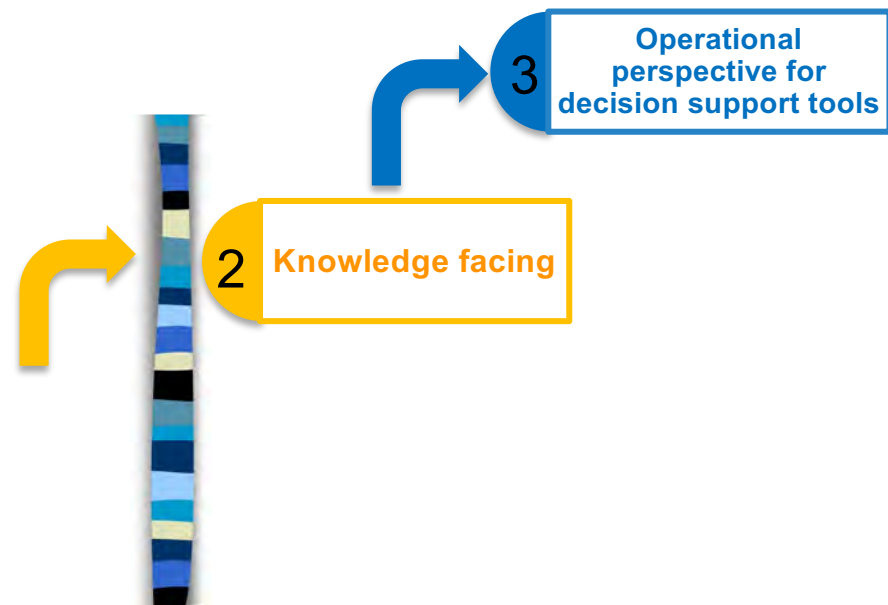 3
Operational
perspective for
decision support tools
2
Knowledge facing